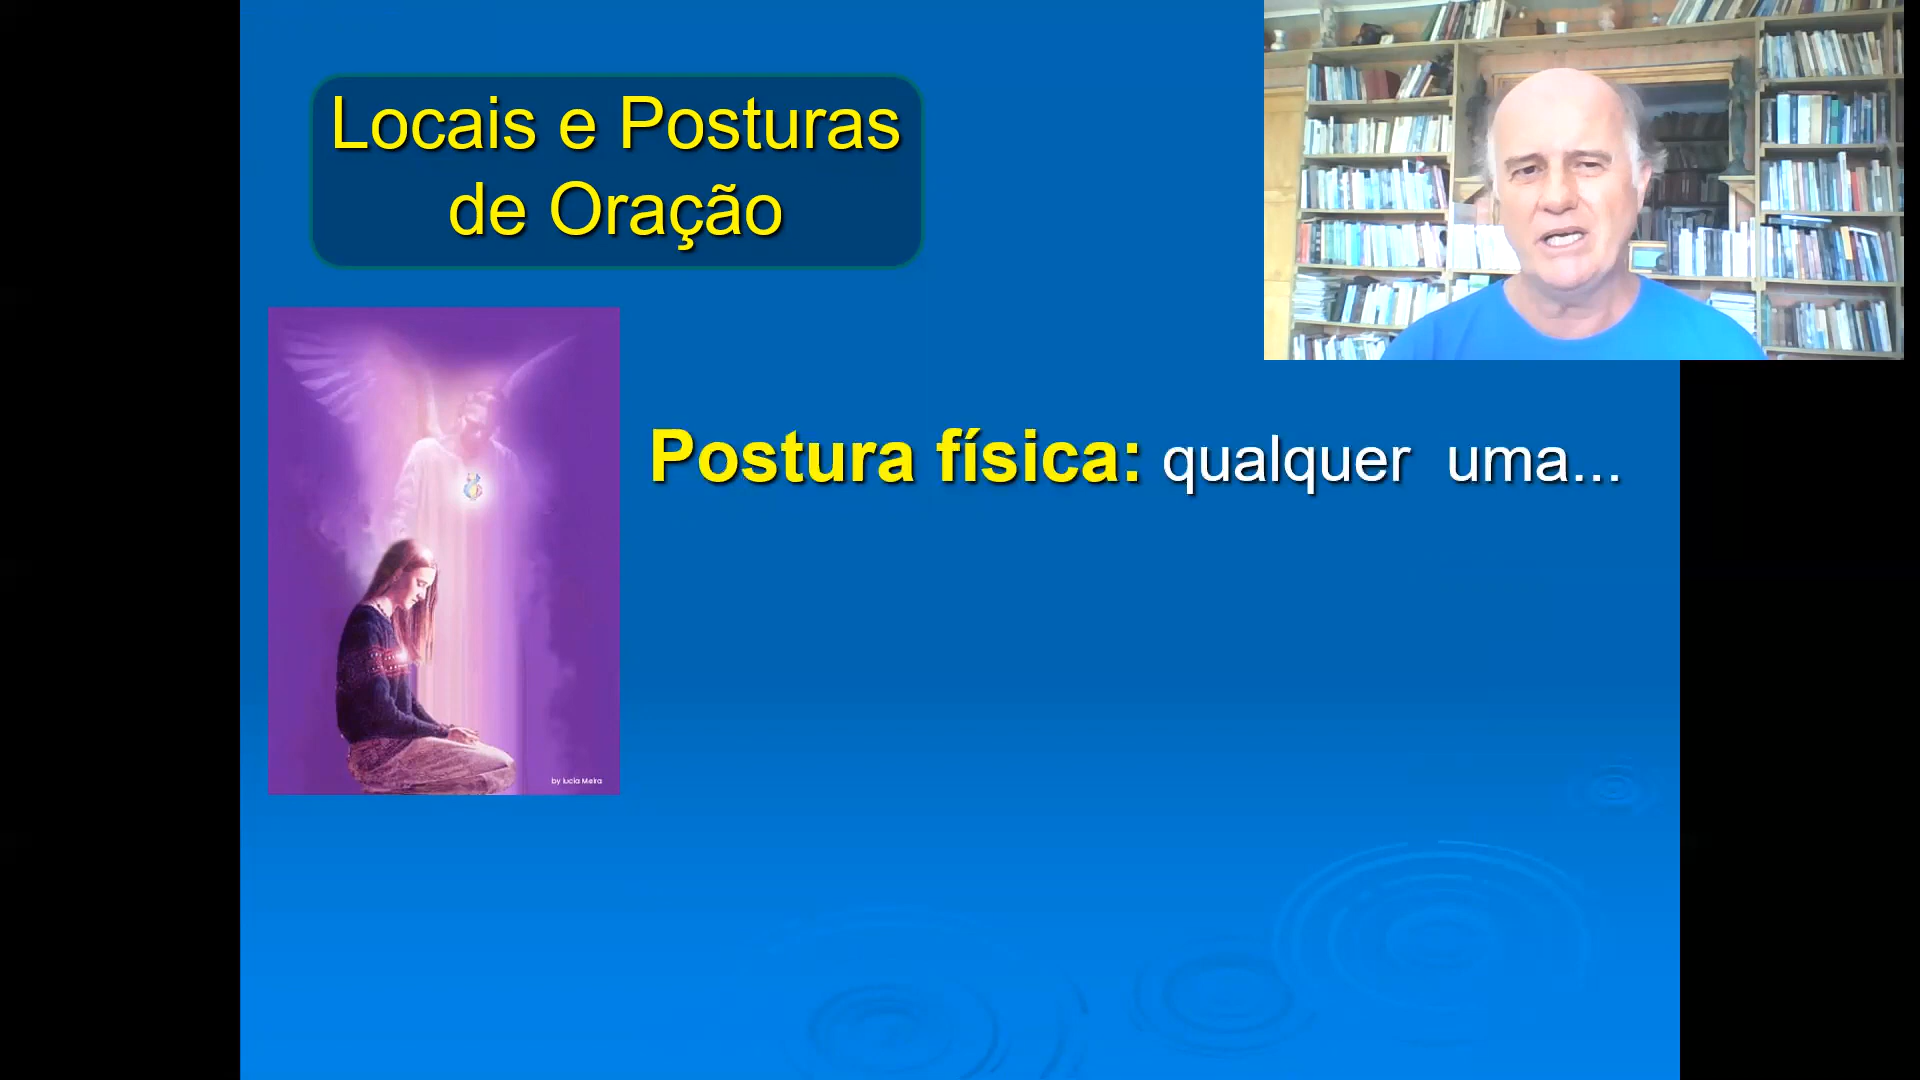 Locais e Posturas
de Oração
Postura física: qualquer uma...
by lucia Meira